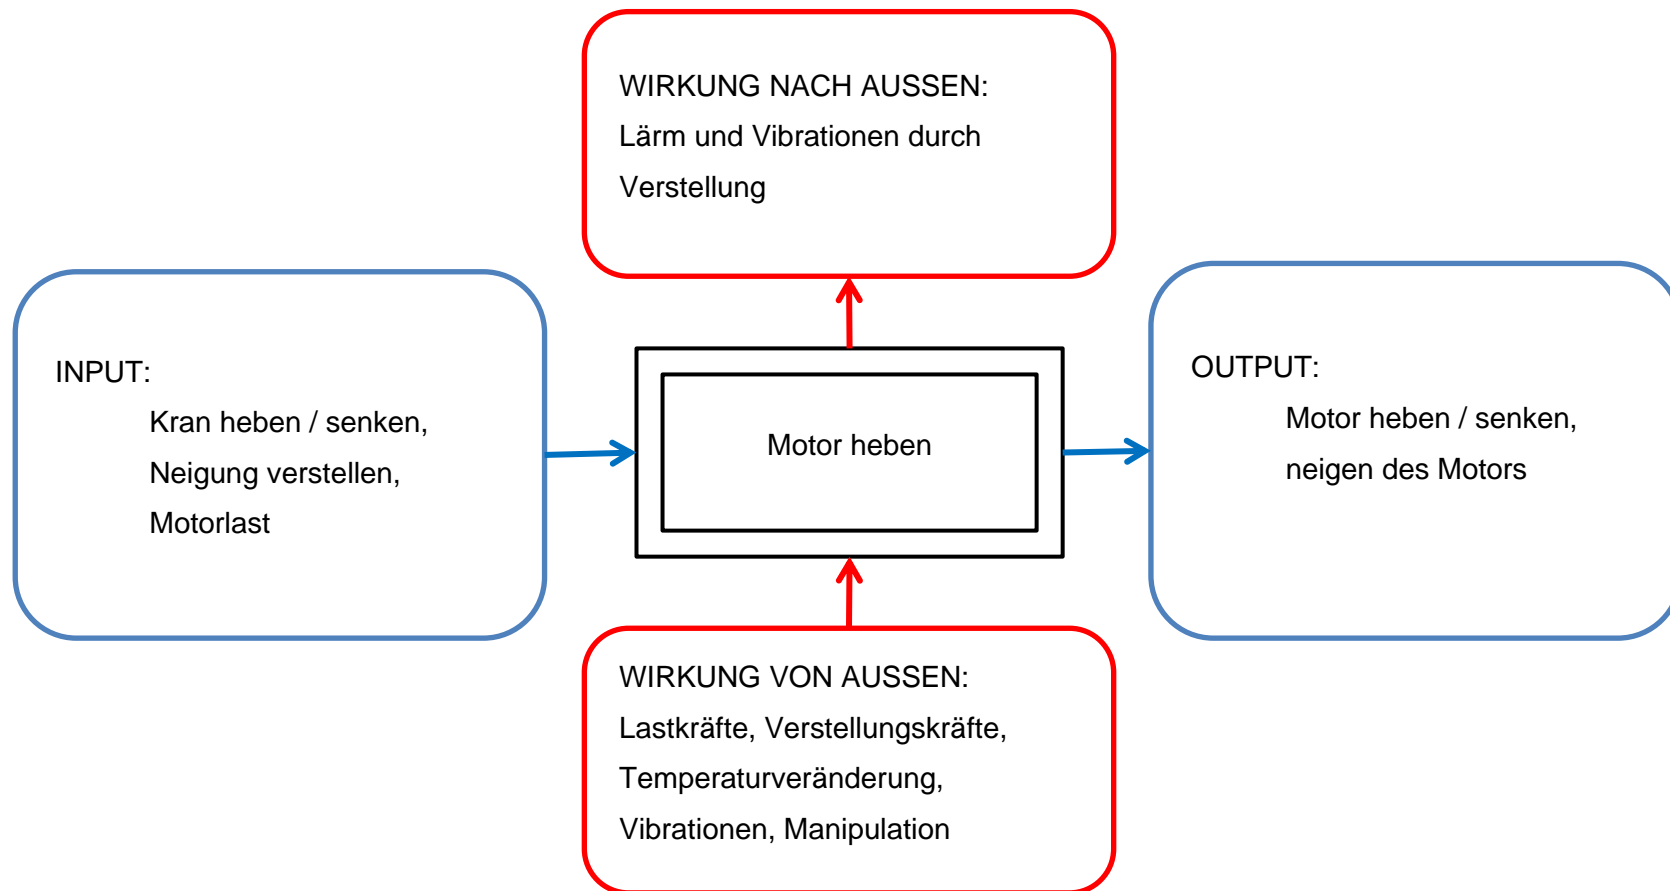 WIRKUNG NACH AUSSEN:
Lärm und Vibrationen durch
Verstellung
INPUT:
Kran heben / senken,
Neigung verstellen,
Motorlast
Motor heben
OUTPUT:
Motor heben / senken,
neigen des Motors
WIRKUNG VON AUSSEN:
Lastkräfte, Verstellungskräfte,
Temperaturveränderung,
Vibrationen, Manipulation